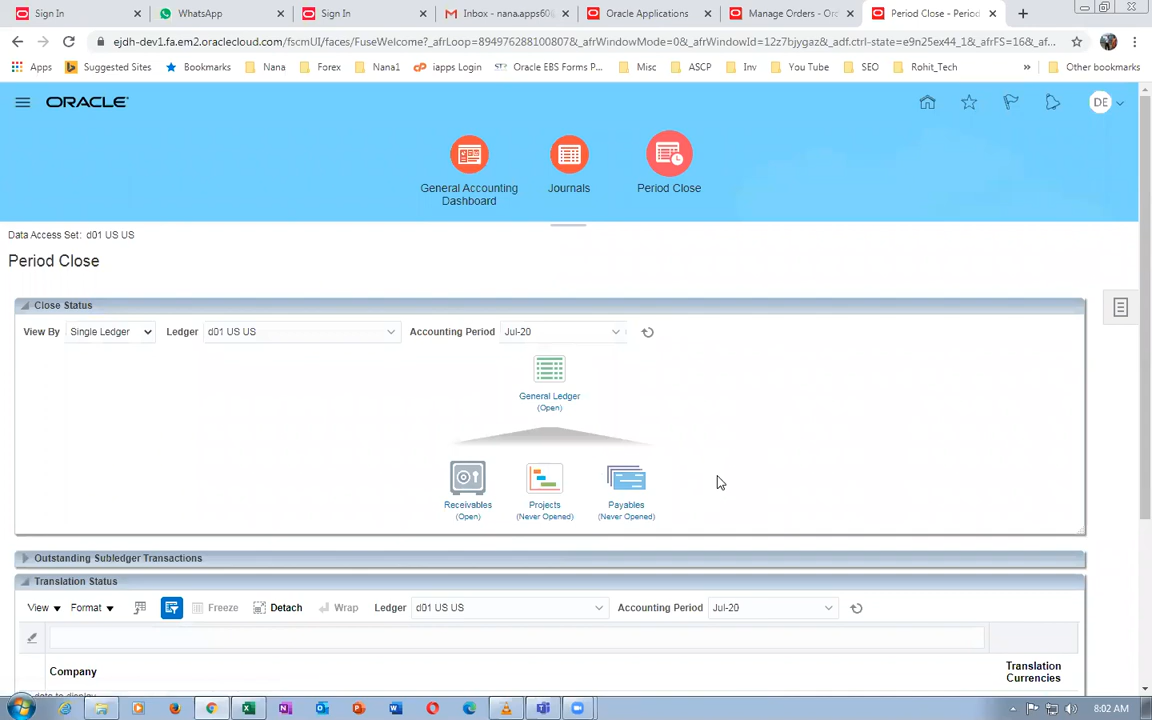 Sign In
WhatsApp
Sign In
Inbox - nana.apps60
Oracle Applications
Manage Orders - Orc
Period Close - Period
ejdh-dev1.fa.em2.oraclecloud.com/fscmUI/faces/FuseWelcome?_afrLoop=894976288100807&_afrWindowMode=0&_afrWindowId=12z7bjygaz&_adf.ctrl-state=e9n25ex44_1&_afrFS=16&_af...
Apps
Suggested Sites
Bookmarks
Nana
Forex
Nana1
iapps Login
Oracle EBS Forms P...
Misc
ASCP
Inv
You Tube
SEO
Rohit_Tech
»
Other bookmarks
ORACLE
DE
General Accounting
Dashboard
Journals
Period Close
Data Access Set: d01 US US
Period Close
Close Status
View By Single Ledger Ledger d01 US US Accounting Period Jul-20
General Ledger
(Open)
Receivables
(Open)
Projects
(Never Opened)
Payables
(Never Opened)
Outstanding Subledger Transactions
Translation Status
View Format Freeze Detach Wrap Ledger d01 US US Accounting Period Jul-20
Company
Translation
Currencies
data to display
8:02 AM